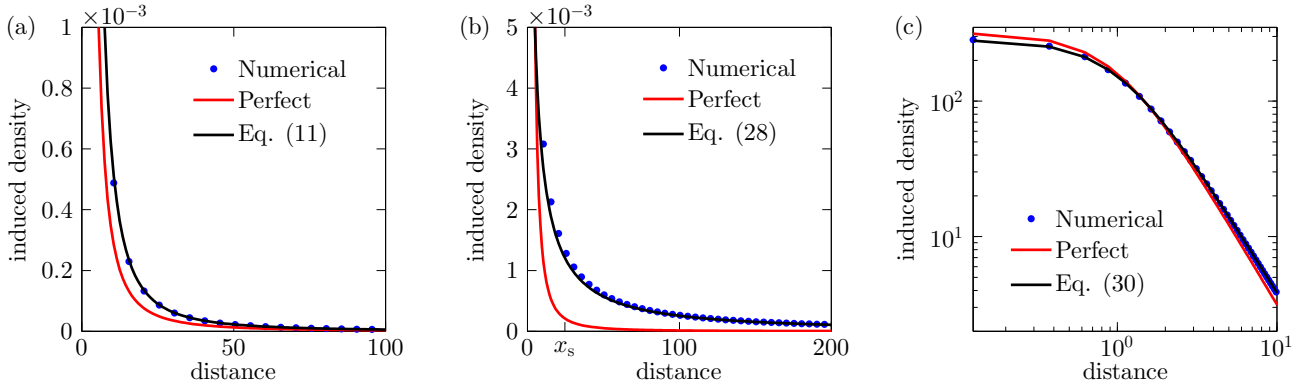 (a)
×10⁻³
1
0.8
0.6
0.4
0.2
0
induced density
Numerical
Perfect
Eq. (11)
0 50 100
distance
(b)
×10⁻³
5
4
3
2
1
0
induced density
Numerical
Perfect
Eq. (28)
0 xₛ 100 200
distance
(c)
10²
10¹
induced density
Numerical
Perfect
Eq. (30)
10⁰ 10¹
distance